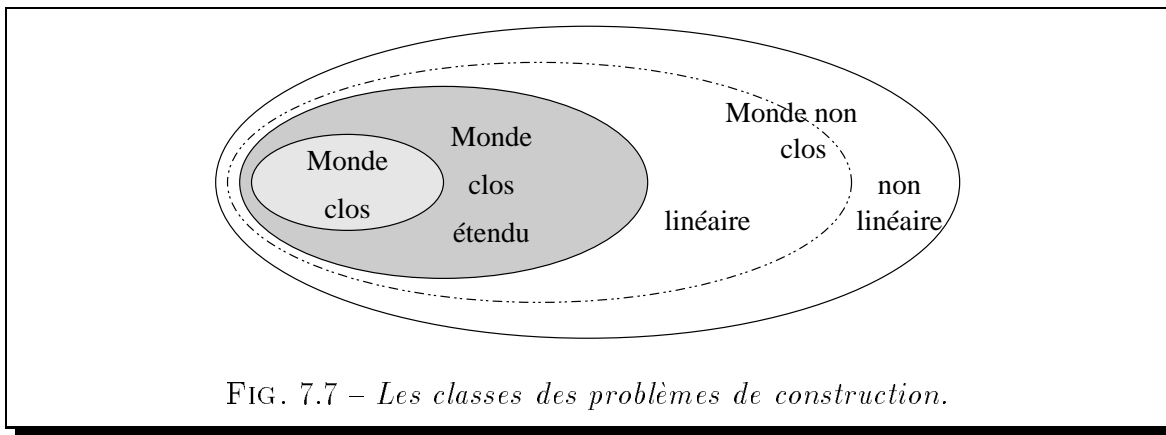 Monde
clos
Monde
clos
étendu
linéaire
Monde non
clos
non
linéaire
FIG. 7.7 – Les classes des problèmes de construction.